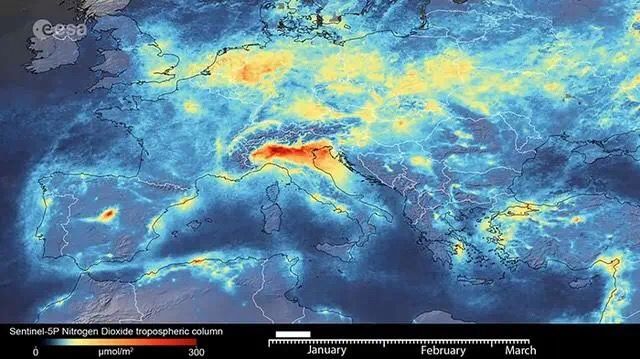 esa
Sentinel-5P Nitrogen Dioxide tropospheric column
0 µmol/m² 300
January February March